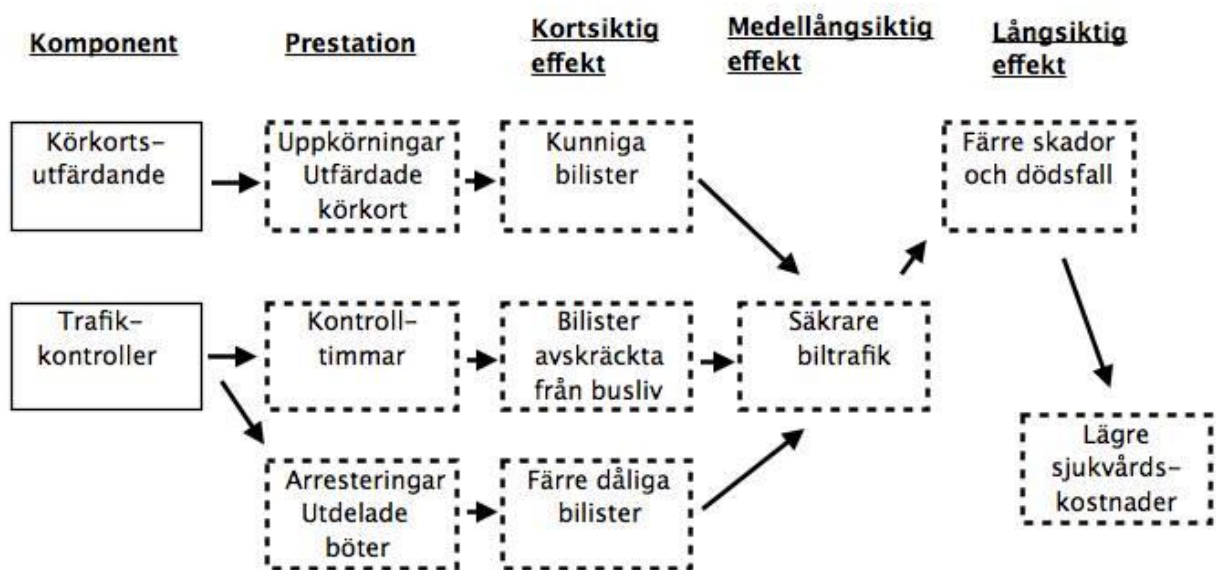 Komponent
Prestation
Kortsiktig
effekt
Medellångsiktig
effekt
Långsiktig
effekt
Körkorts-
utfärdande
Uppkörningar
Utfärdade
körkort
Kunniga
bilister
Färre skador
och dödsfall
Trafik-
kontroller
Kontroll-
timmar
Bilister
avskräckta
från busliv
Säkrare
biltrafik
Arresteringar
Utdelade
böter
Färre dåliga
bilister
Lägre
sjukvårds-
kostnader